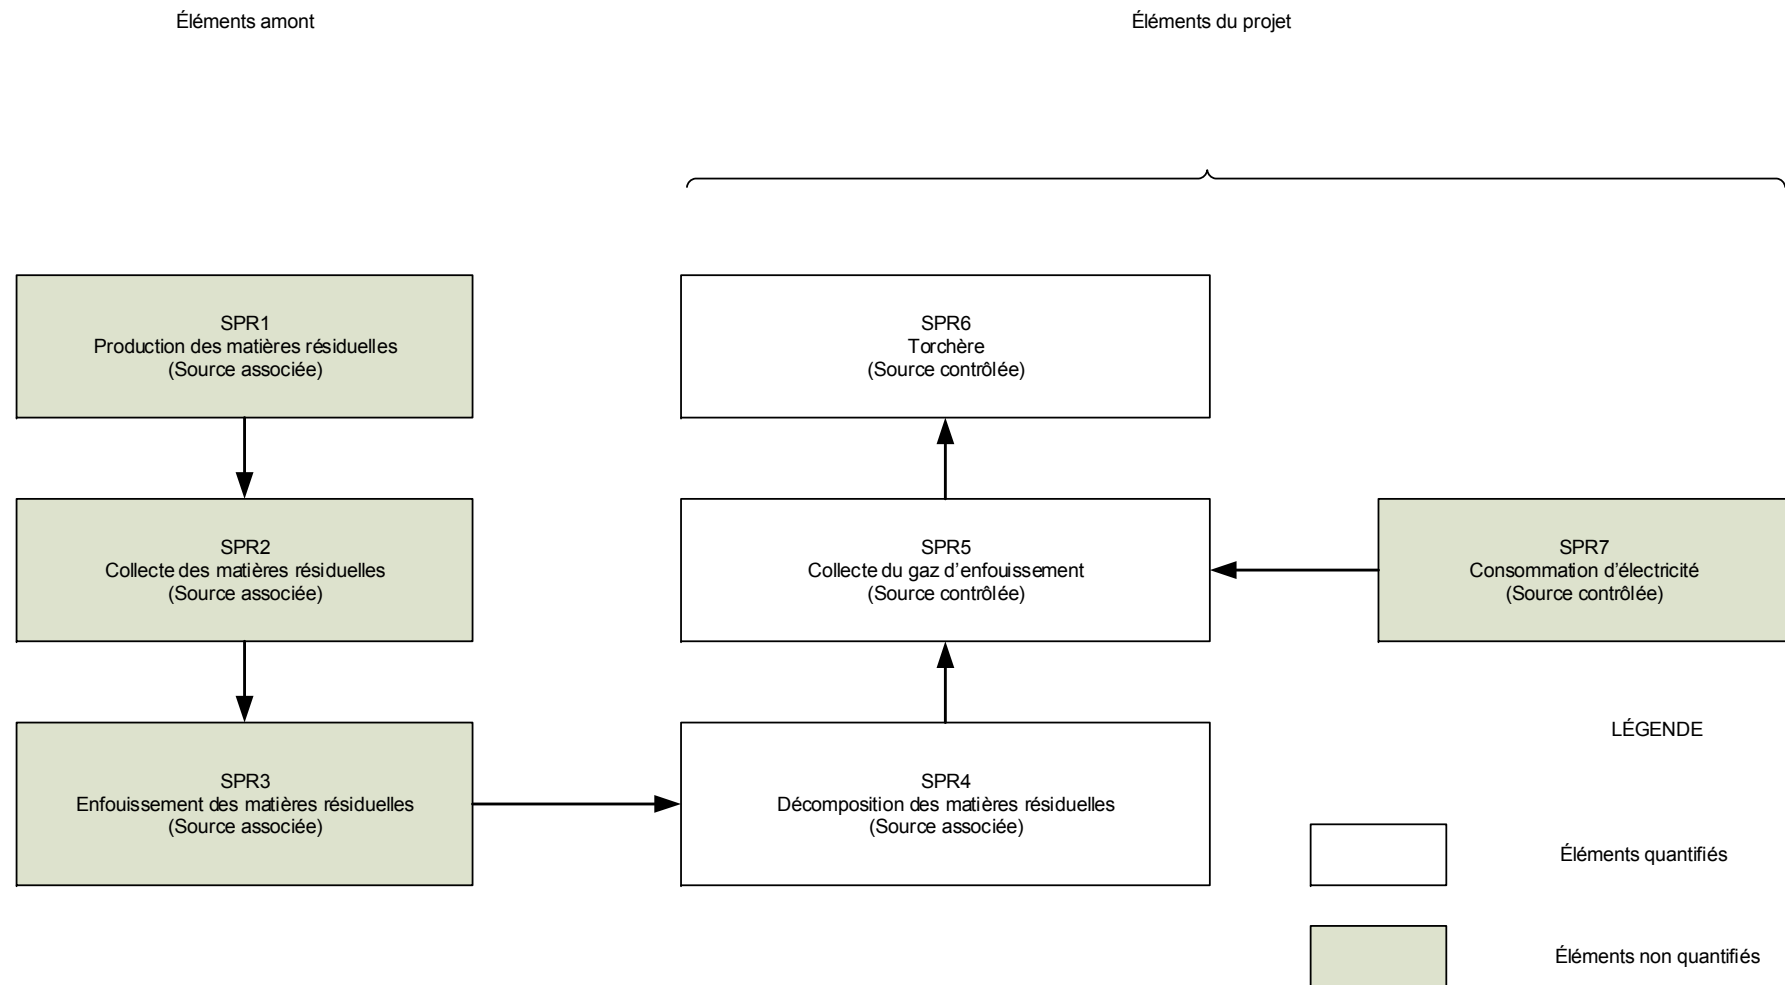 Éléments amont
Éléments du projet
SPR1
Production des matières résiduelles
(Source associée)
SPR6
Torchère
(Source contrôlée)
SPR2
Collecte des matières résiduelles
(Source associée)
SPR5
Collecte du gaz d'enfouissement
(Source contrôlée)
SPR7
Consommation d'électricité
(Source contrôlée)
SPR3
Enfouissement des matières résiduelles
(Source associée)
SPR4
Décomposition des matières résiduelles
(Source associée)
LÉGENDE
Éléments quantifiés
Éléments non quantifiés